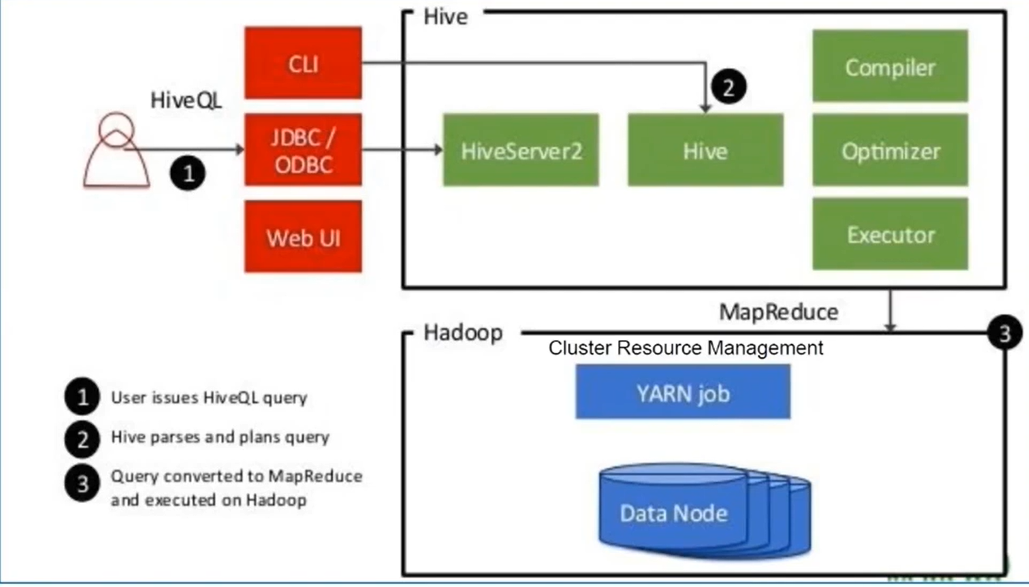 Hive
CLI
Compiler
HiveQL
2
JDBC /
ODBC
HiveServer2
Hive
Optimizer
1
Web UI
Executor
MapReduce
Hadoop
3
Cluster Resource Management
YARN job
1 User issues HiveQL query
2 Hive parses and plans query
3 Query converted to MapReduce
and executed on Hadoop
Data Node